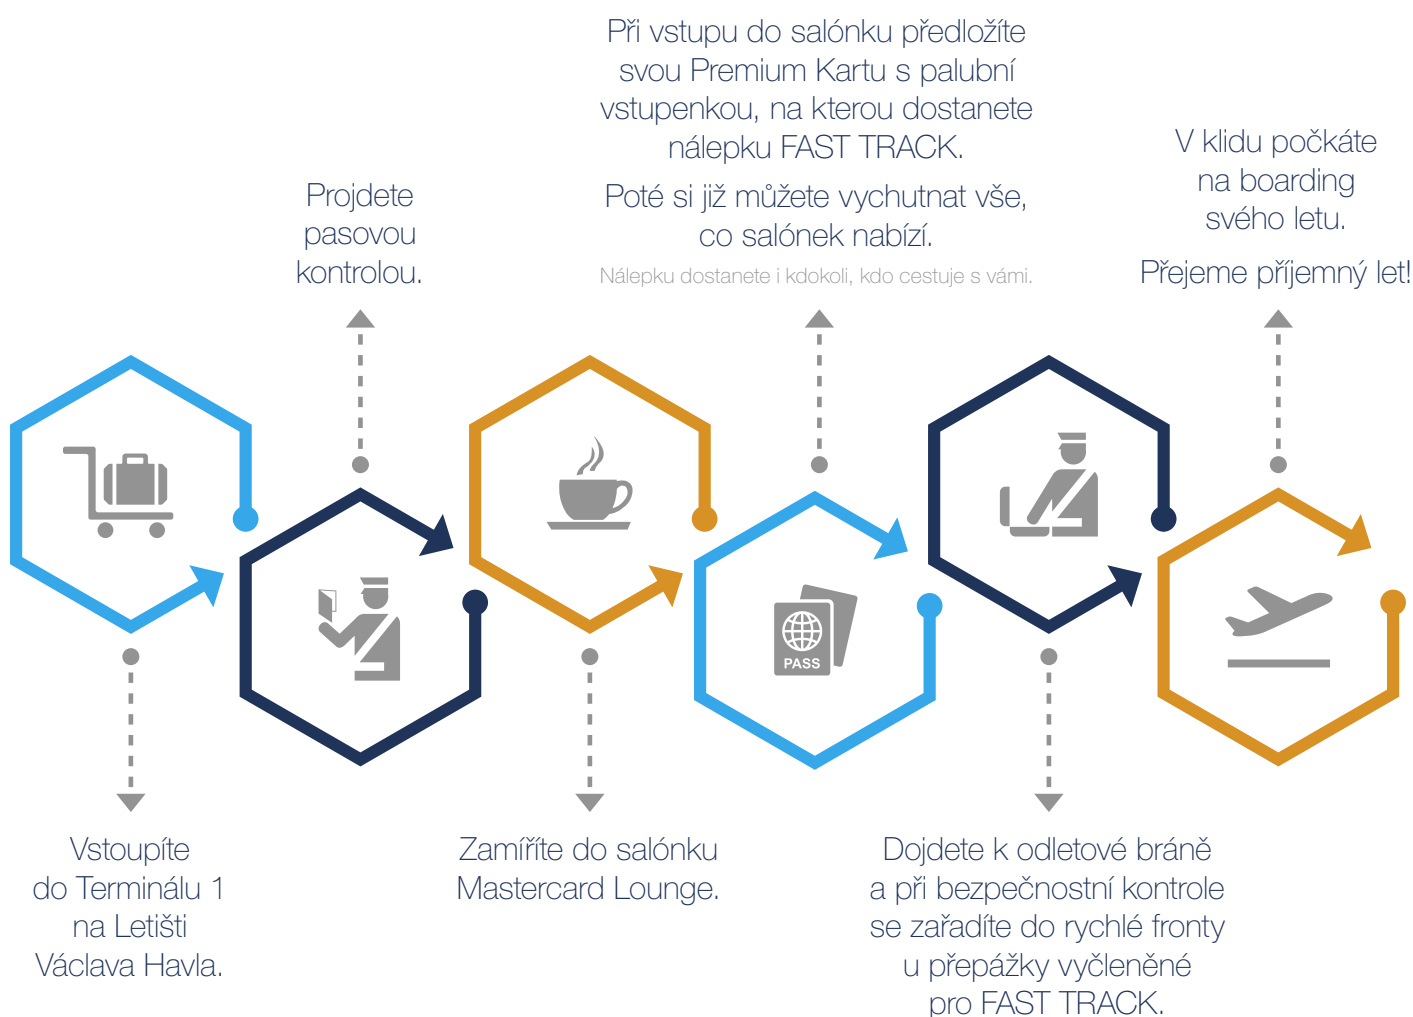 Vstoupíte
do Terminálu 1
na Letišti
Václava Havla.
Projdete
pasovou
kontrolou.
Zamíříte do salónku
Mastercard Lounge.
Při vstupu do salónku předložíte
svou Premium Kartu s palubní
vstupenkou, na kterou dostanete
nálepku FAST TRACK.
Poté si již můžete vychutnat vše,
co salónek nabízí.
Nálepku dostanete i kdokoli, kdo cestuje s vámi.
PASS
Dojdete k odletové bráně
a při bezpečnostní kontrole
se zařadíte do rychlé fronty
u přepážky vyčleněné
pro FAST TRACK.
V klidu počkáte
na boarding
svého letu.
Přejeme příjemný let!